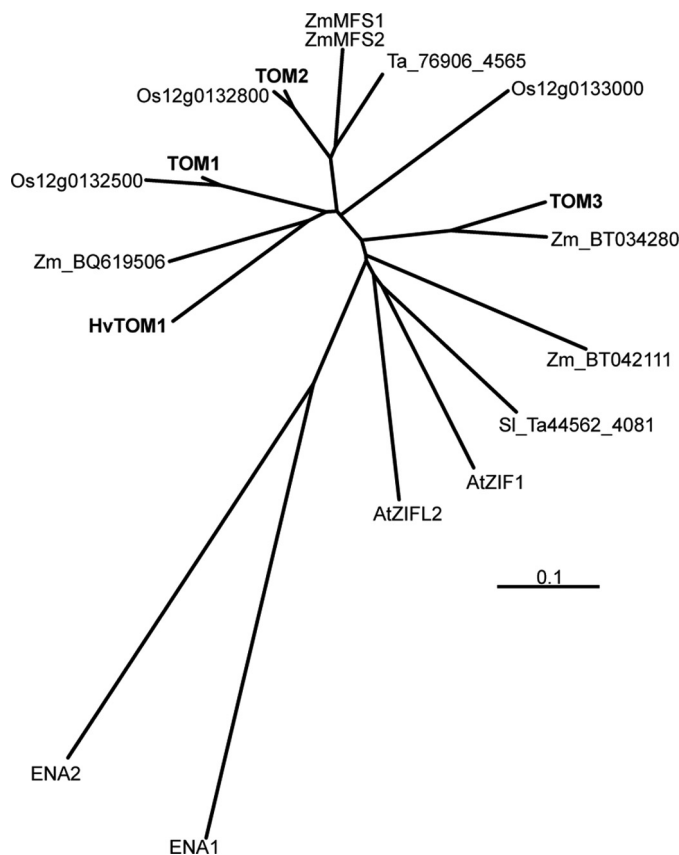 ZmMFS1
ZmMFS2
Ta_76906_4565
TOM2
Os12g0132800
Os12g0133000
TOM1
Os12g0132500
TOM3
Zm_BT034280
Zm_BQ619506
HvTOM1
Zm_BT042111
Sl_Ta44562_4081
AtZIF1
AtZIFL2
0.1
ENA2
ENA1